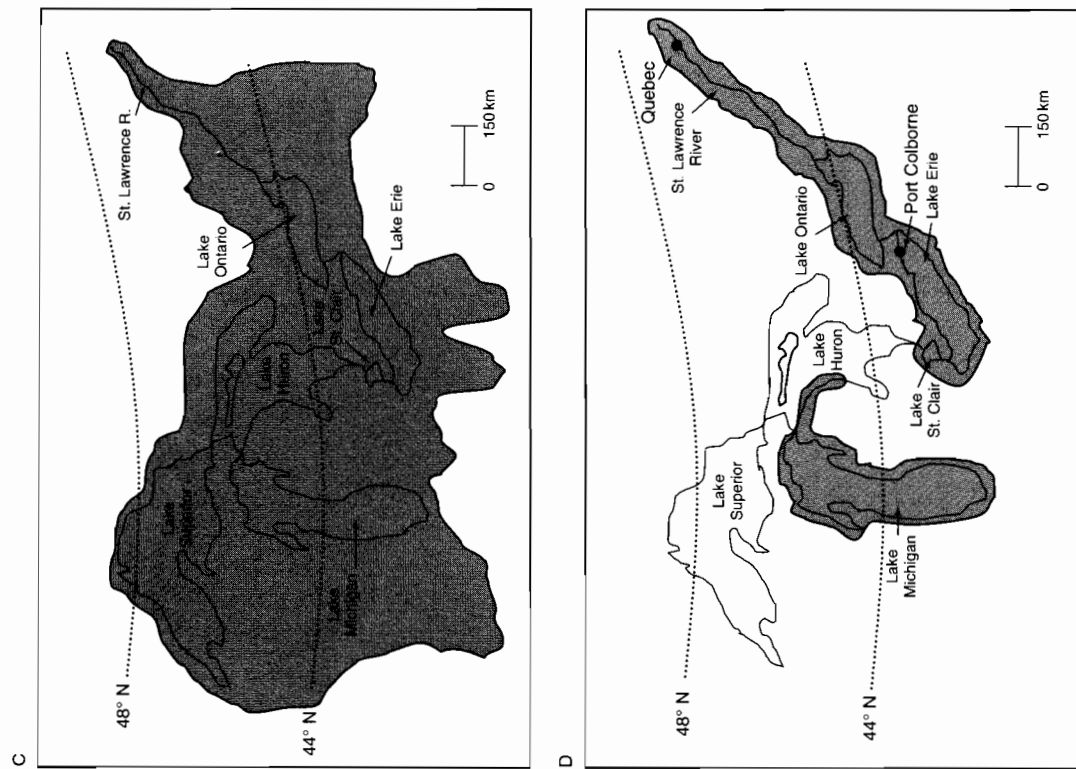 C
48° N
44° N
St. Lawrence R.
Lake
Ontario
Lake Erie
Lake
St. Clair
Lake
Huron
Lake
Superior
Lake
Michigan
0
150 km
D
48° N
44° N
Quebec
St. Lawrence
River
Lake Ontario
Port Colborne
Lake Erie
Lake
Huron
Lake
St. Clair
Lake
Superior
Lake
Michigan
0
150 km